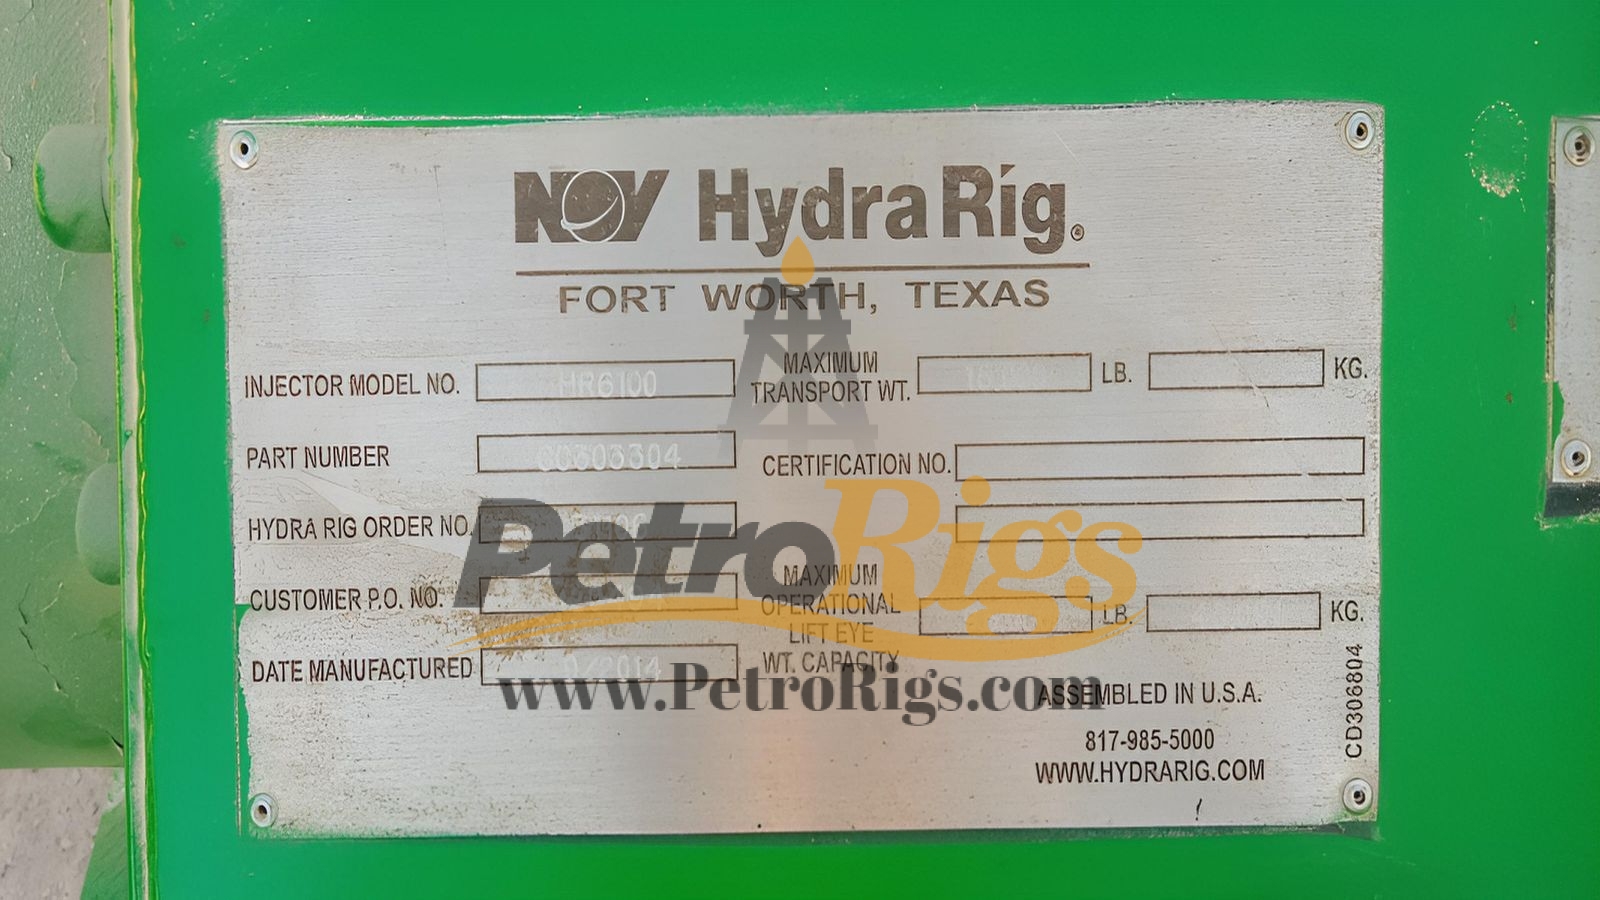 NOV HydraRig®
FORT WORTH, TEXAS
INJECTOR MODEL NO. HR6100
MAXIMUM
TRANSPORT WT. LB. KG.
PART NUMBER
CERTIFICATION NO.
HYDRA RIG ORDER NO.
PetroRigs
CUSTOMER P.O. NO.
MAXIMUM
OPERATIONAL
LIFT EYE
WT. CAPACITY LB. KG.
DATE MANUFACTURED
www.PetroRigs.com
ASSEMBLED IN U.S.A.
817-985-5000
WWW.HYDRARIG.COM
CD306804